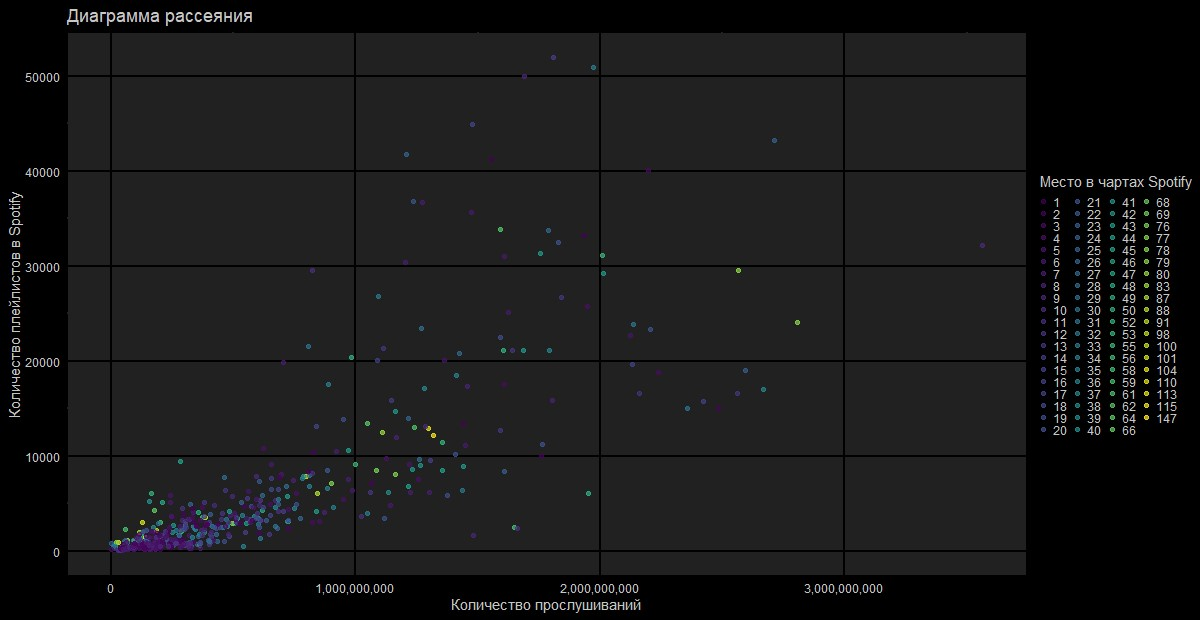 Диаграмма рассеяния
50000
40000
30000
20000
10000
0
Количество плейлистов в Spotify
0 1,000,000,000 2,000,000,000 3,000,000,000
Количество прослушиваний
Место в чартах Spotify
1 21 41 68
2 22 42 69
3 23 43 76
4 24 44 77
5 25 45 78
6 26 46 79
7 27 47 80
8 28 48 83
9 29 49 87
10 30 50 88
11 31 52 91
12 32 53 98
13 33 55 100
14 34 56 101
15 35 58 104
16 36 59 110
17 37 61 113
18 38 62 115
19 39 64 147
20 40 66